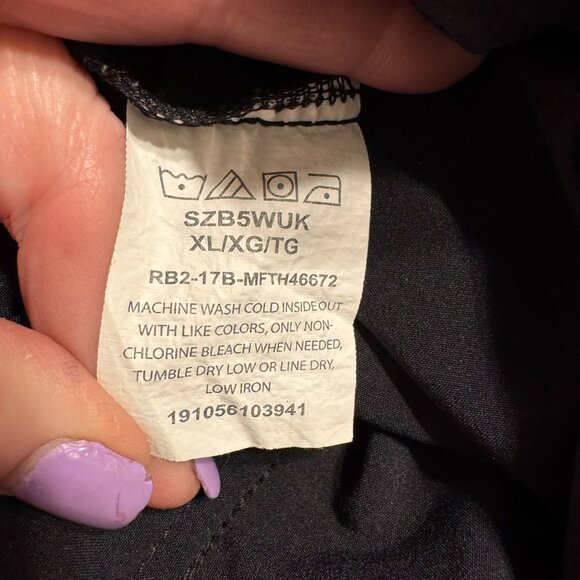 SZB5WUK
XL/XG/TG
RB2-17B-MFTH46672
MACHINE WASH COLD INSIDE OUT
WITH LIKE COLORS, ONLY NON-
CHLORINE BLEACH WHEN NEEDED,
TUMBLE DRY LOW OR LINE DRY,
LOW IRON
191056103941